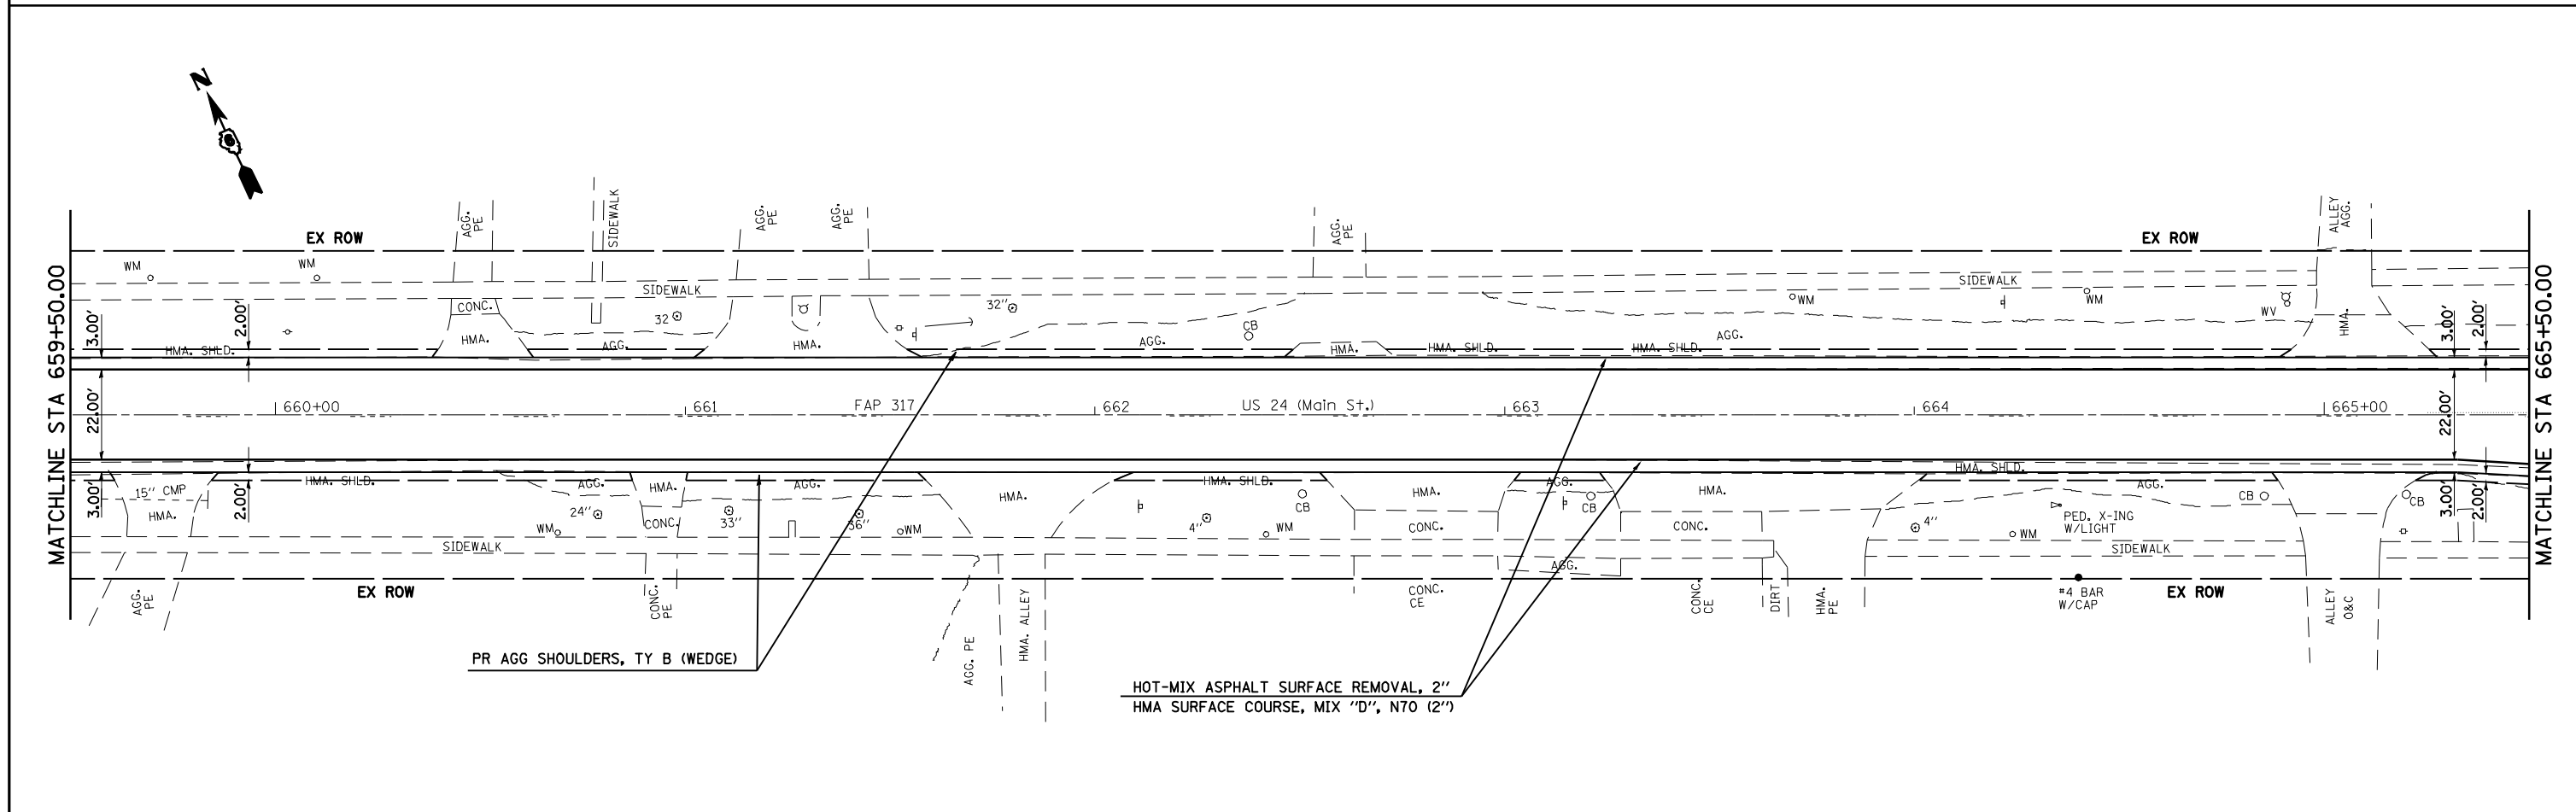 N
AGG. PE
SIDEWALK
AGG. PE
AGG. PE
AGG. PE
ALLEY AGG.
EX ROW
EX ROW
WM
WM
SIDEWALK
SIDEWALK
CONC.
32
32"
CB
WM
WM
WV
MATCHLINE STA 659+50.00
MATCHLINE STA 665+50.00
3.00'
2.00'
HMA. SHLD.
HMA.
AGG.
HMA.
AGG.
HMA.
HMA. SHLD.
HMA. SHLD.
AGG.
HMA.
3.00'
2.00'
22.00'
660+00
661
FAP 317
662
US 24 (Main St.)
663
664
665+00
22.00'
3.00'
15" CMP
HMA.
2.00'
HMA. SHLD.
AGG.
HMA.
AGG.
HMA.
HMA. SHLD.
HMA.
AGG.
HMA.
HMA. SHLD.
AGG.
3.00'
2.00'
24"
WM
CONC.
33"
36"
WM
4"
WM
CB
CONC.
CB
CONC.
4"
WM
PED. X-ING
W/LIGHT
CB
CB
SIDEWALK
SIDEWALK
AGG.
EX ROW
AGG. PE
CONC. PE
AGG. PE
HMA. ALLEY
CONC.
CE
CONC. CE
DIRT
HMA. PE
#4 BAR
W/CAP
EX ROW
ALLEY
O&C
PR AGG SHOULDERS, TY B (WEDGE)
HOT-MIX ASPHALT SURFACE REMOVAL, 2"
HMA SURFACE COURSE, MIX "D", N70 (2")